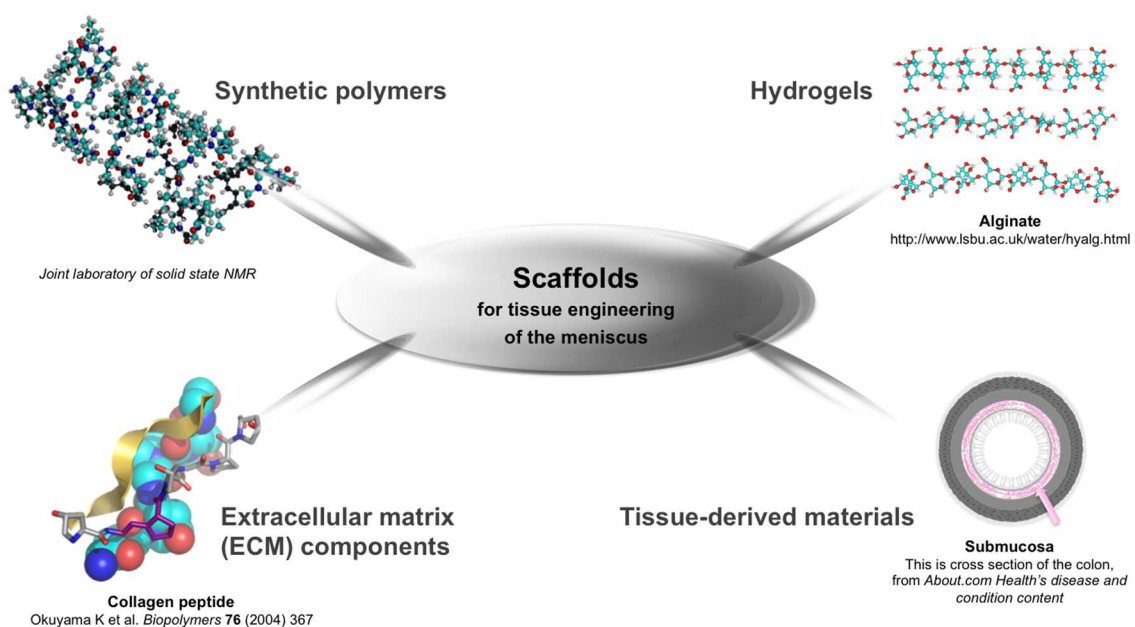 Synthetic polymers
Joint laboratory of solid state NMR
Hydrogels
Alginate
http://www.lsbu.ac.uk/water/hyalg.html
Scaffolds
for tissue engineering
of the meniscus
Extracellular matrix
(ECM) components
Collagen peptide
Okuyama K et al. Biopolymers 76 (2004) 367
Tissue-derived materials
Submucosa
This is cross section of the colon,
from About.com Health's disease and
condition content